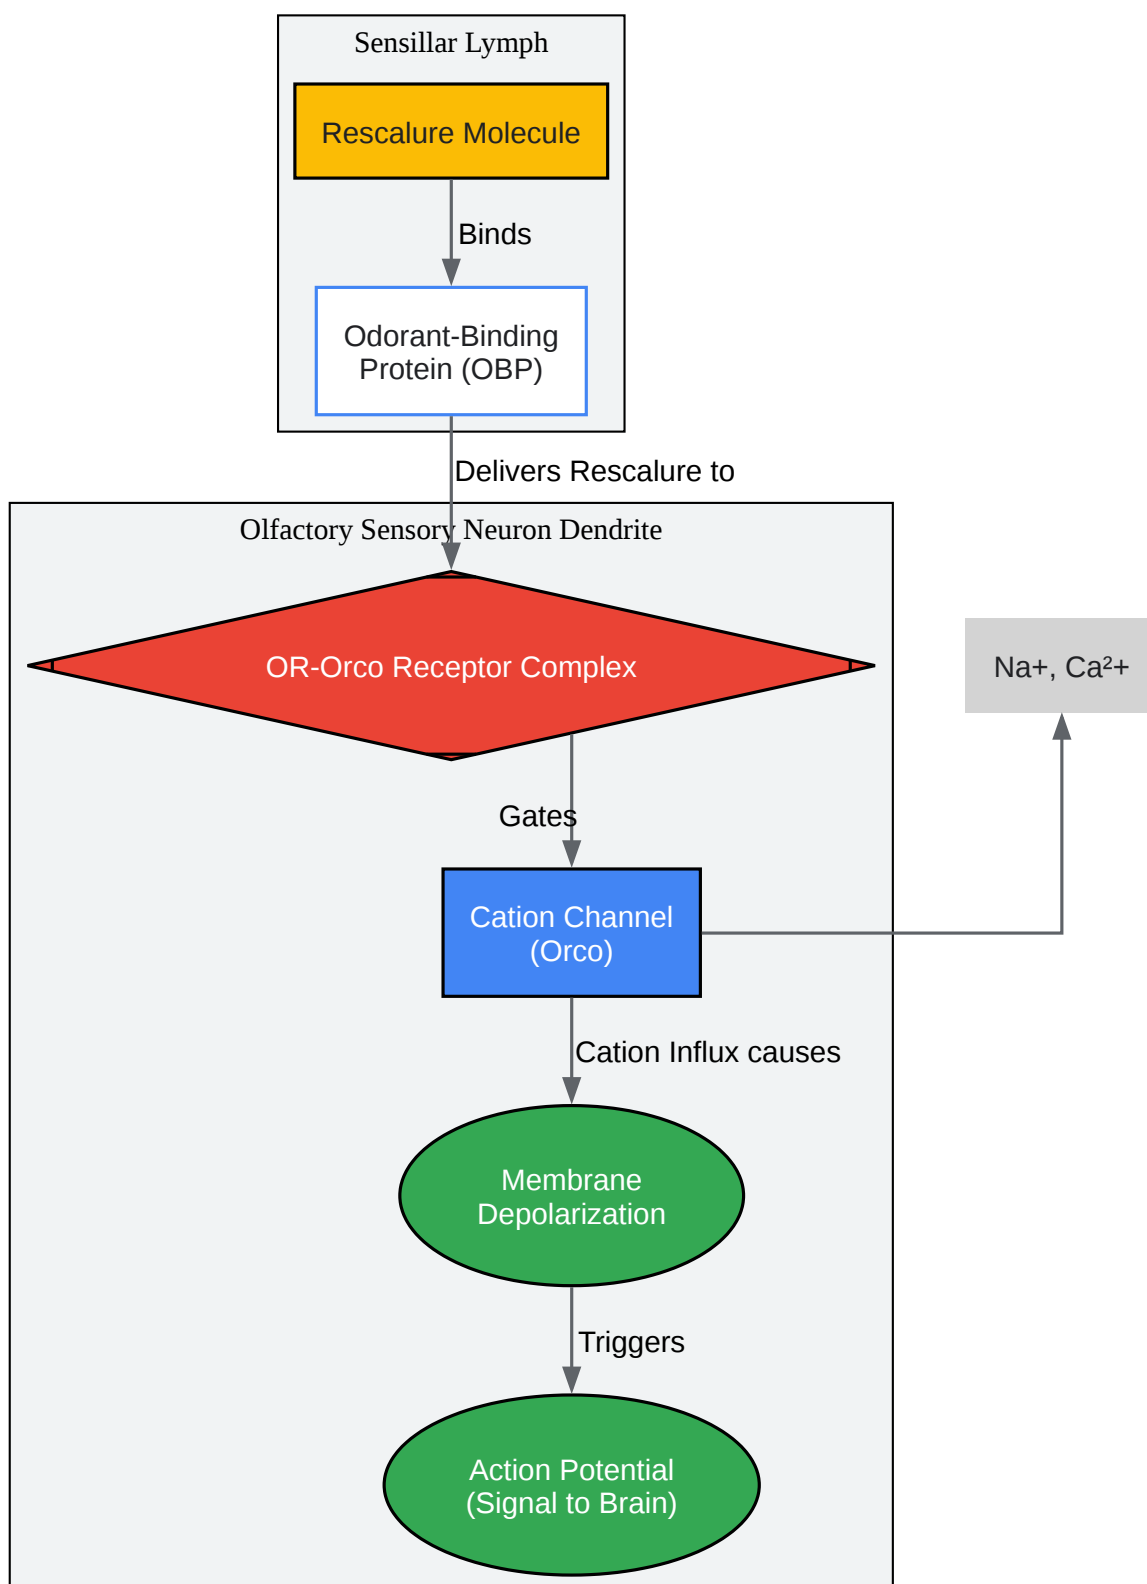 Sensillar Lymph
Rescalure Molecule
Binds
Odorant-Binding
Protein (OBP)
Delivers Rescalure to
Olfactory Sensory Neuron Dendrite
OR-Orco Receptor Complex
Na+, Ca²+
Gates
Cation Channel
(Orco)
Cation Influx causes
Membrane
Depolarization
Triggers
Action Potential
(Signal to Brain)